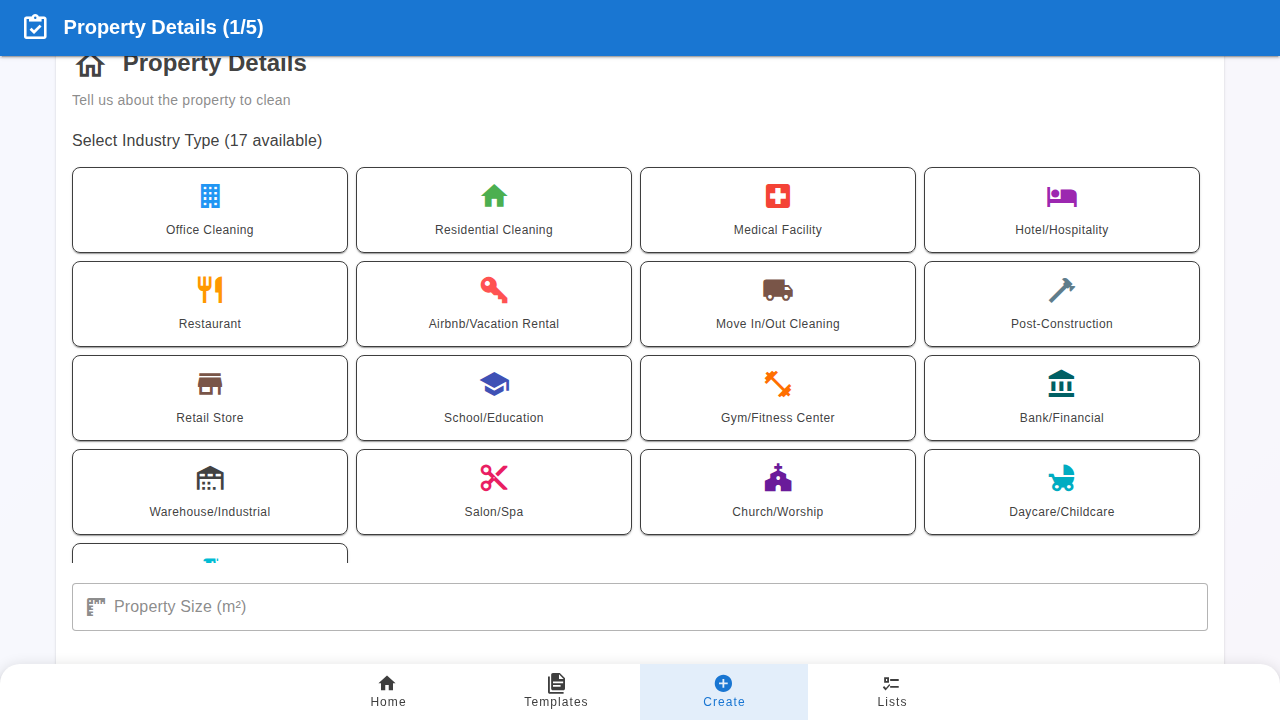 Property Details (1/5)
Property Details
Tell us about the property to clean
Select Industry Type (17 available)
Office Cleaning
Residential Cleaning
Medical Facility
Hotel/Hospitality
Restaurant
Airbnb/Vacation Rental
Move In/Out Cleaning
Post-Construction
Retail Store
School/Education
Gym/Fitness Center
Bank/Financial
Warehouse/Industrial
Salon/Spa
Church/Worship
Daycare/Childcare
Property Size (m²)
Home
Templates
Create
Lists